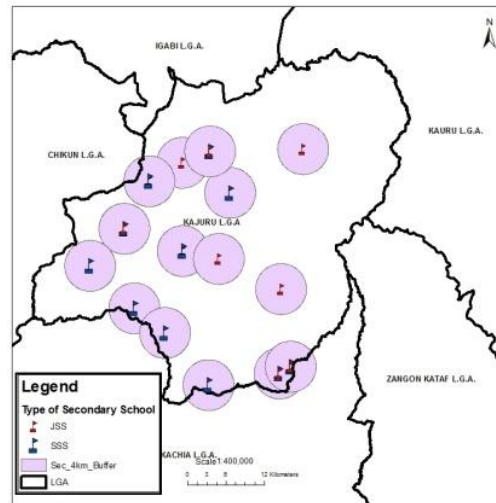 N
IGABI L.G.A.
KAURU L.G.A.
CHIKUN L.G.A.
KAJURU L.G.A
ZANGON KATAF L.G.A.
KACHIA L.G.A.
Legend
Type of Secondary School
JSS
SSS
Sec_4km_Buffer
LGA
Scale 1:400,000
12 Kilometers